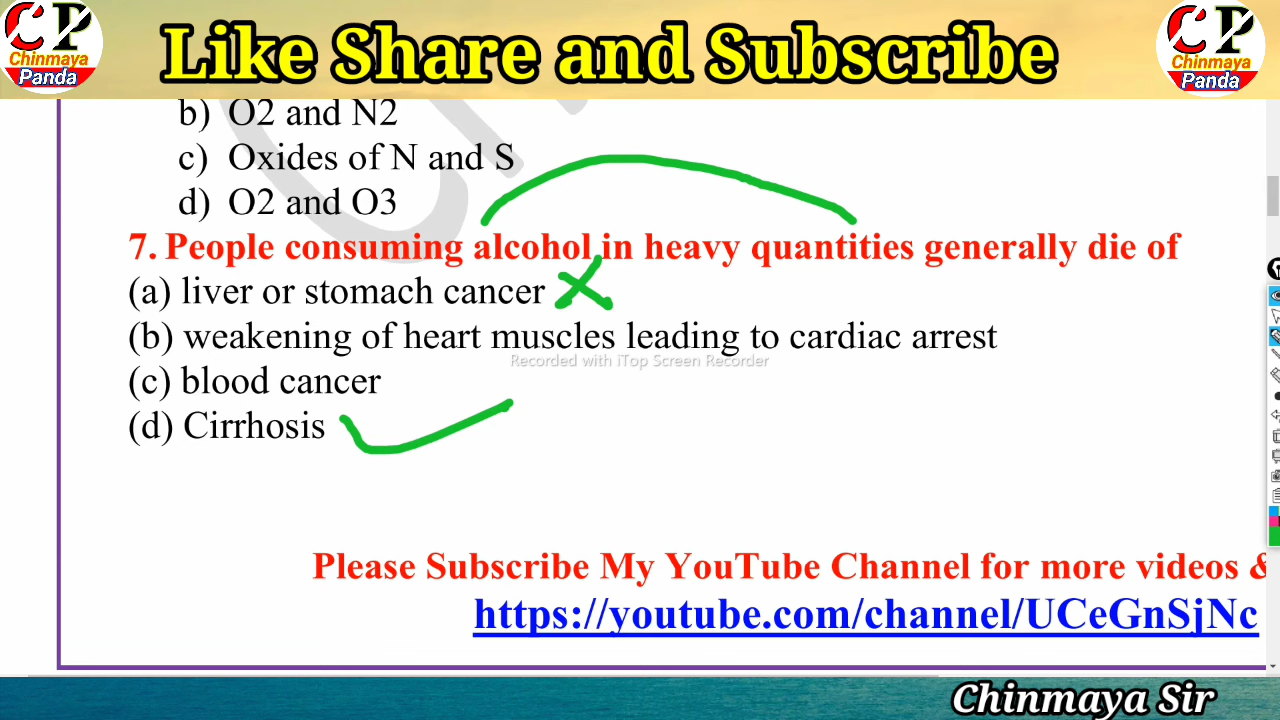 CP
Chinmaya
Panda
Like Share and Subscribe
CP
Chinmaya
Panda
b) O2 and N2
c) Oxides of N and S
d) O2 and O3
7. People consuming alcohol in heavy quantities generally die of
(a) liver or stomach cancer
(b) weakening of heart muscles leading to cardiac arrest
Recorded with iTop Screen Recorder
(c) blood cancer
(d) Cirrhosis
Please Subscribe My YouTube Channel for more videos &
https://youtube.com/channel/UCeGnSjNc
Chinmaya Sir